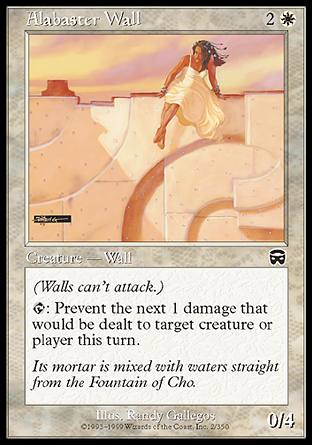 Alabaster Wall 2
Creature — Wall
(Walls can't attack.)
: Prevent the next 1 damage that
would be dealt to target creature or
player this turn.
Its mortar is mixed with waters straight
from the Fountain of Cho.
0/4
Illus. Randy Gallegos
©1993-1999 Wizards of the Coast, Inc. 2/350